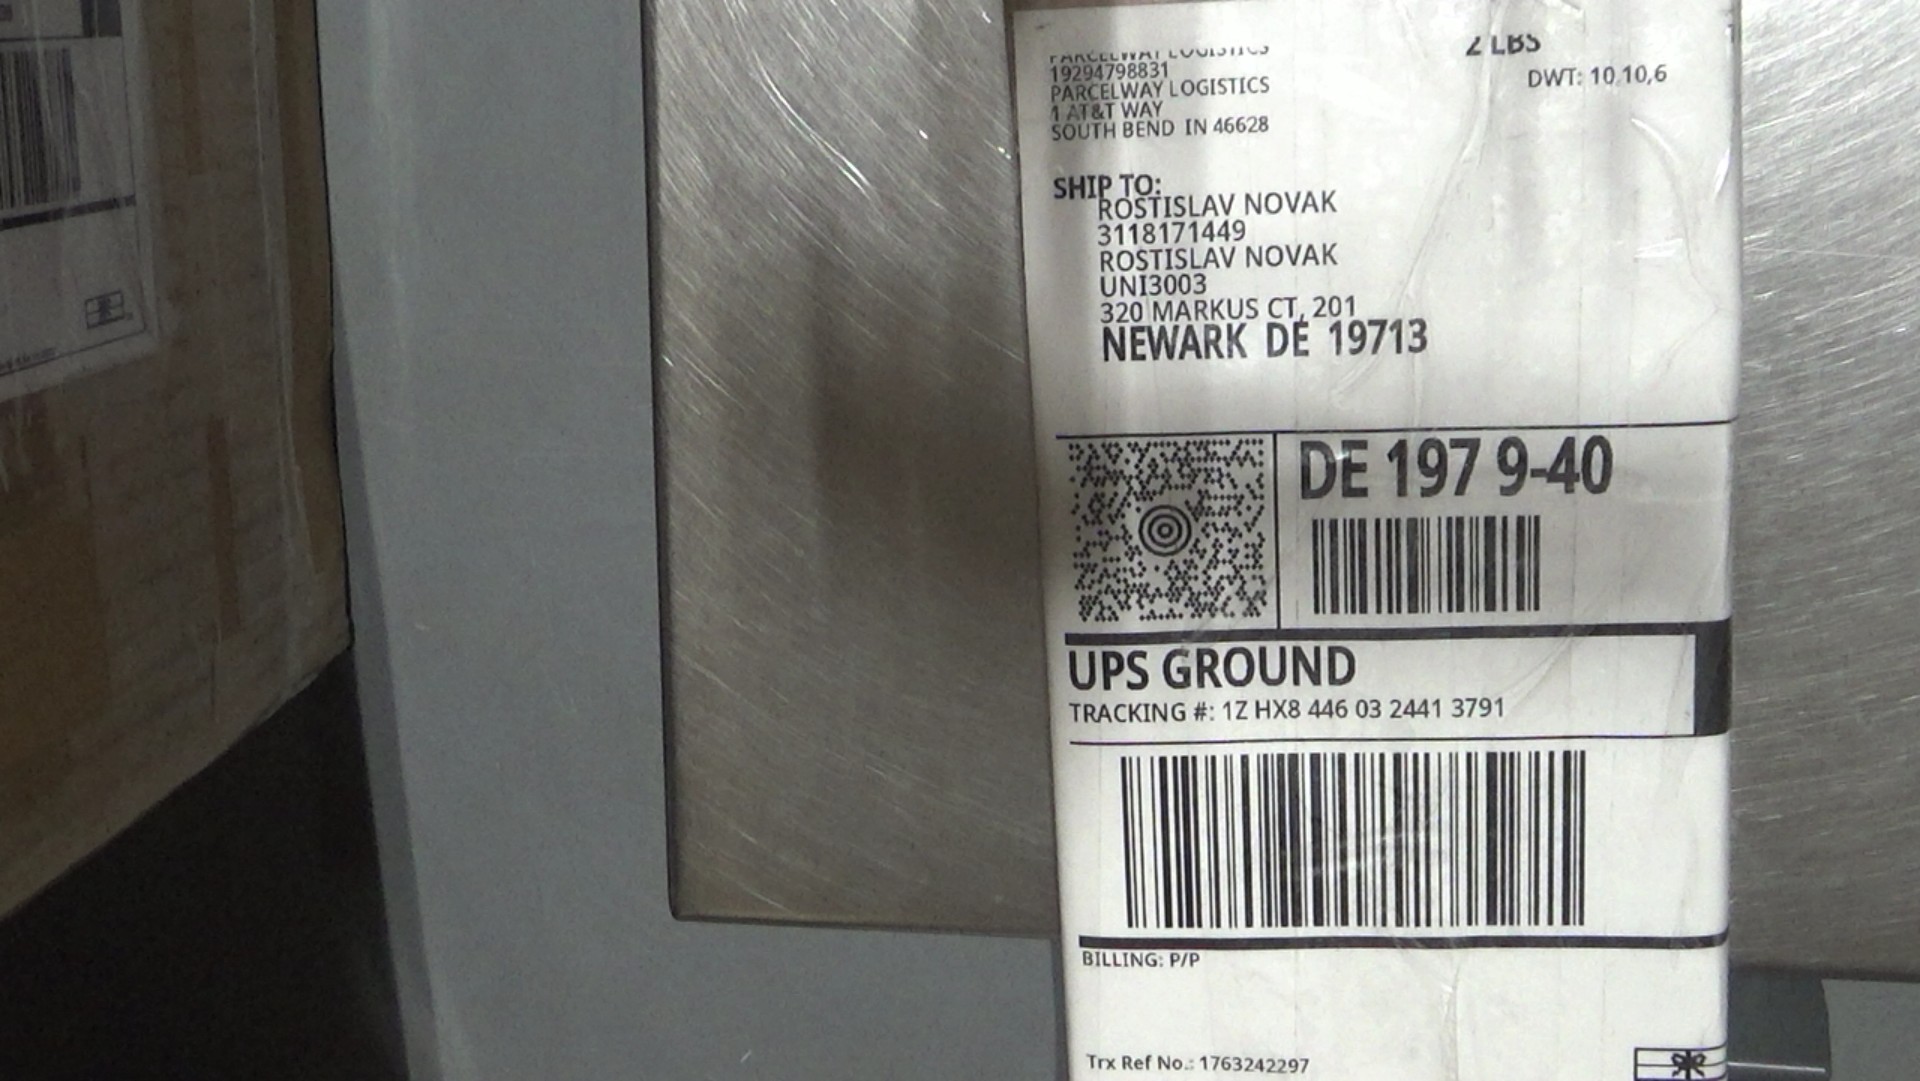 PARCELWAY LOGISTICS
19294798831
PARCELWAY LOGISTICS
1 AT&T WAY
SOUTH BEND IN 46628
2 LBS
DWT: 10,10,6
SHIP TO:
ROSTISLAV NOVAK
3118171449
ROSTISLAV NOVAK
UNI3003
320 MARKUS CT, 201
NEWARK DE 19713
DE 197 9-40
UPS GROUND
TRACKING #: 1Z HX8 446 03 2441 3791
BILLING: P/P
Trx Ref No.: 1763242297